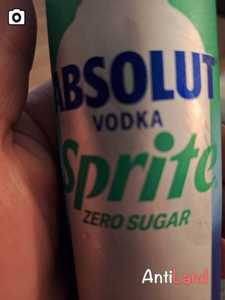 ABSOLUT
VODKA
Sprite
ZERO SUGAR
AntiLand